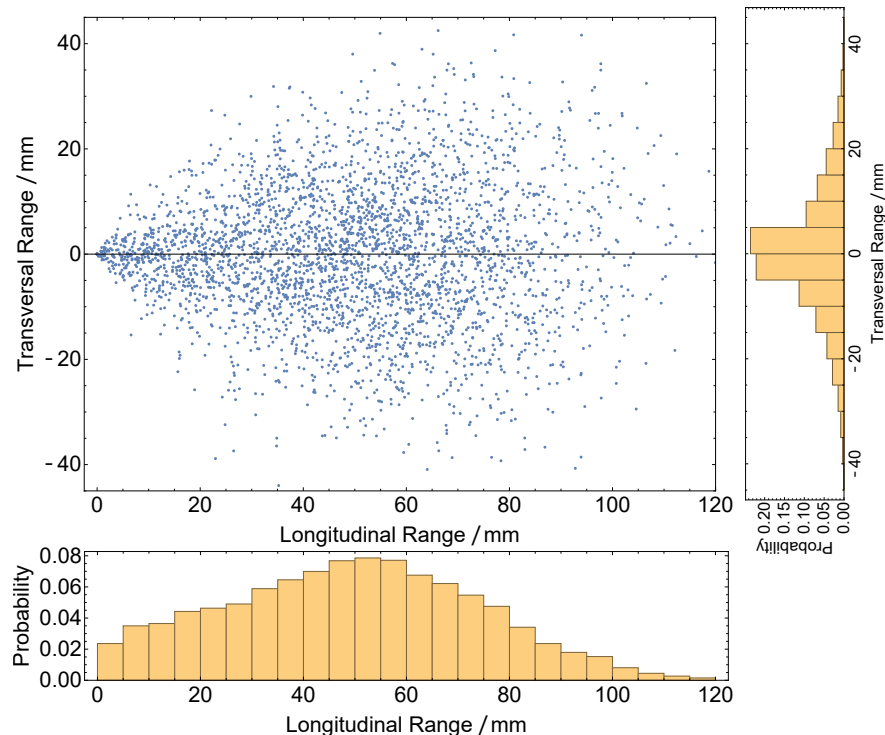 40
20
0
-20
-40
Transversal Range / mm
0 20 40 60 80 100 120
Longitudinal Range / mm
40
20
0
-20
-40
Transversal Range / mm
0.20 0.15 0.10 0.05 0.00
Probability
0.08
0.06
0.04
0.02
0.00
Probability
0 20 40 60 80 100 120
Longitudinal Range / mm